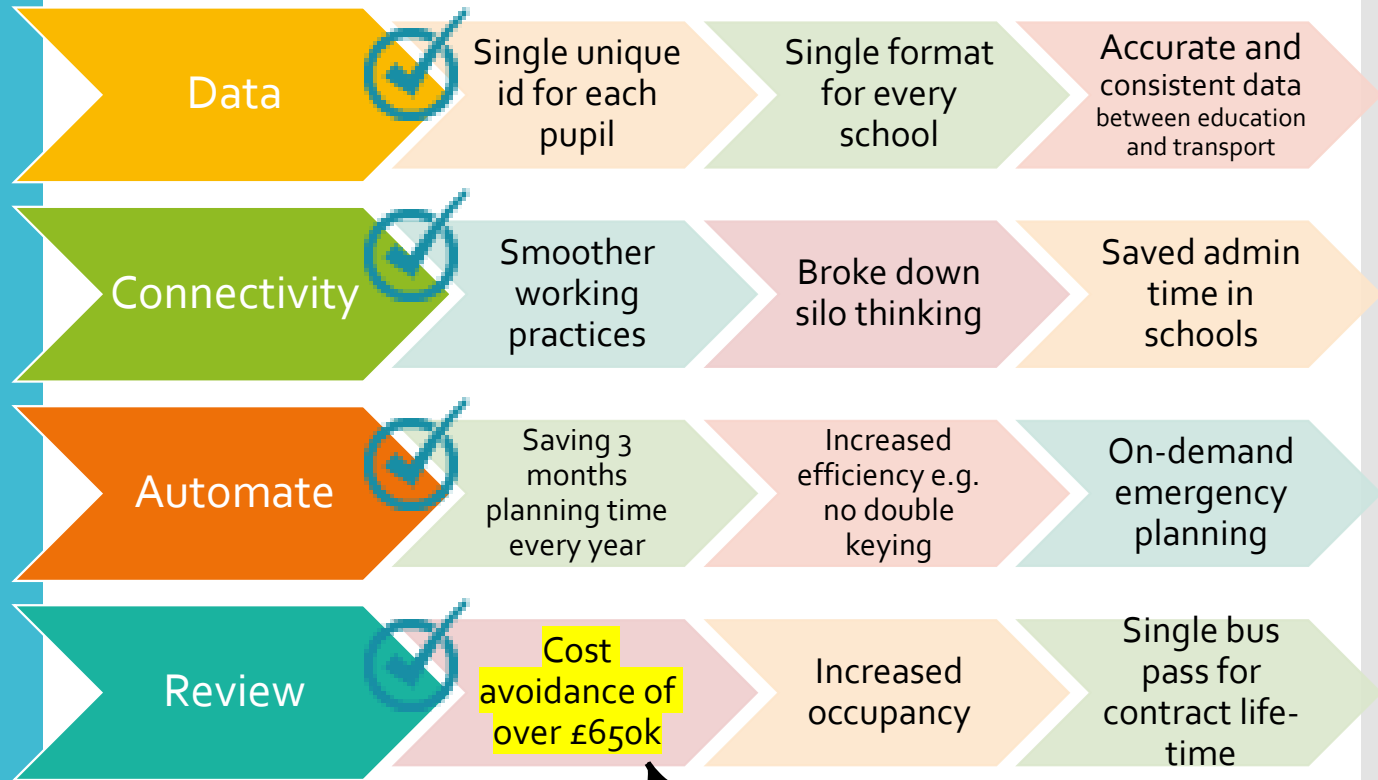 Data
Single unique
id for each
pupil
Single format
for every
school
Accurate and
consistent data
between education
and transport
Connectivity
Smoother
working
practices
Broke down
silo thinking
Saved admin
time in
schools
Automate
Saving 3
months
planning time
every year
Increased
efficiency e.g.
no double
keying
On-demand
emergency
planning
Review
Cost
avoidance of
over £650k
Increased
occupancy
Single bus
pass for
contract life-
time